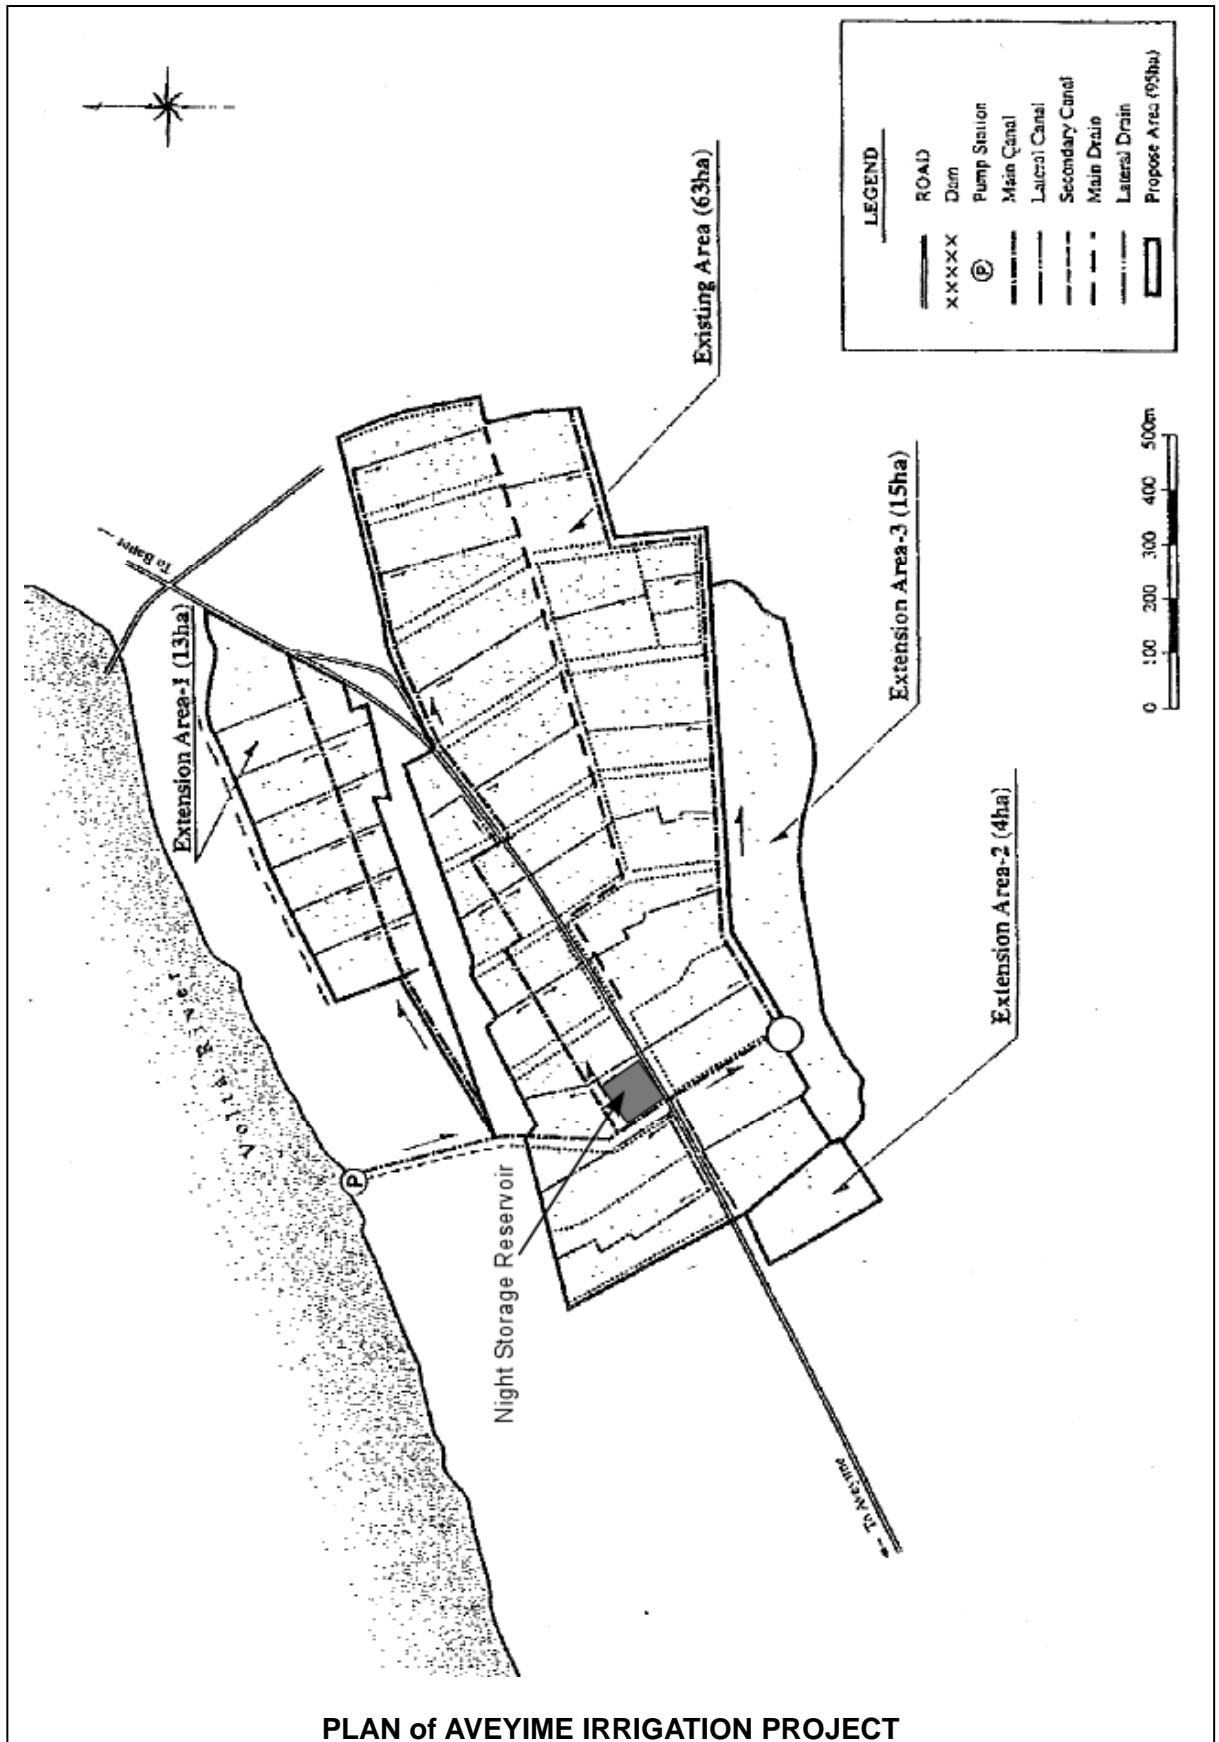 LEGEND
ROAD
xxxxx Dam
P Pump Station
Main Canal
Lateral Canal
Secondary Canal
Main Drain
Lateral Drain
Propose Area (95ha)
Existing Area (63ha)
Extension Area-1 (13ha)
Extension Area-3 (15ha)
Extension Area-2 (4ha)
To
Volta River
P
Night Storage Reservoir
To Aveyime
0 100 200 300 400 500m
PLAN of AVEYIME IRRIGATION PROJECT